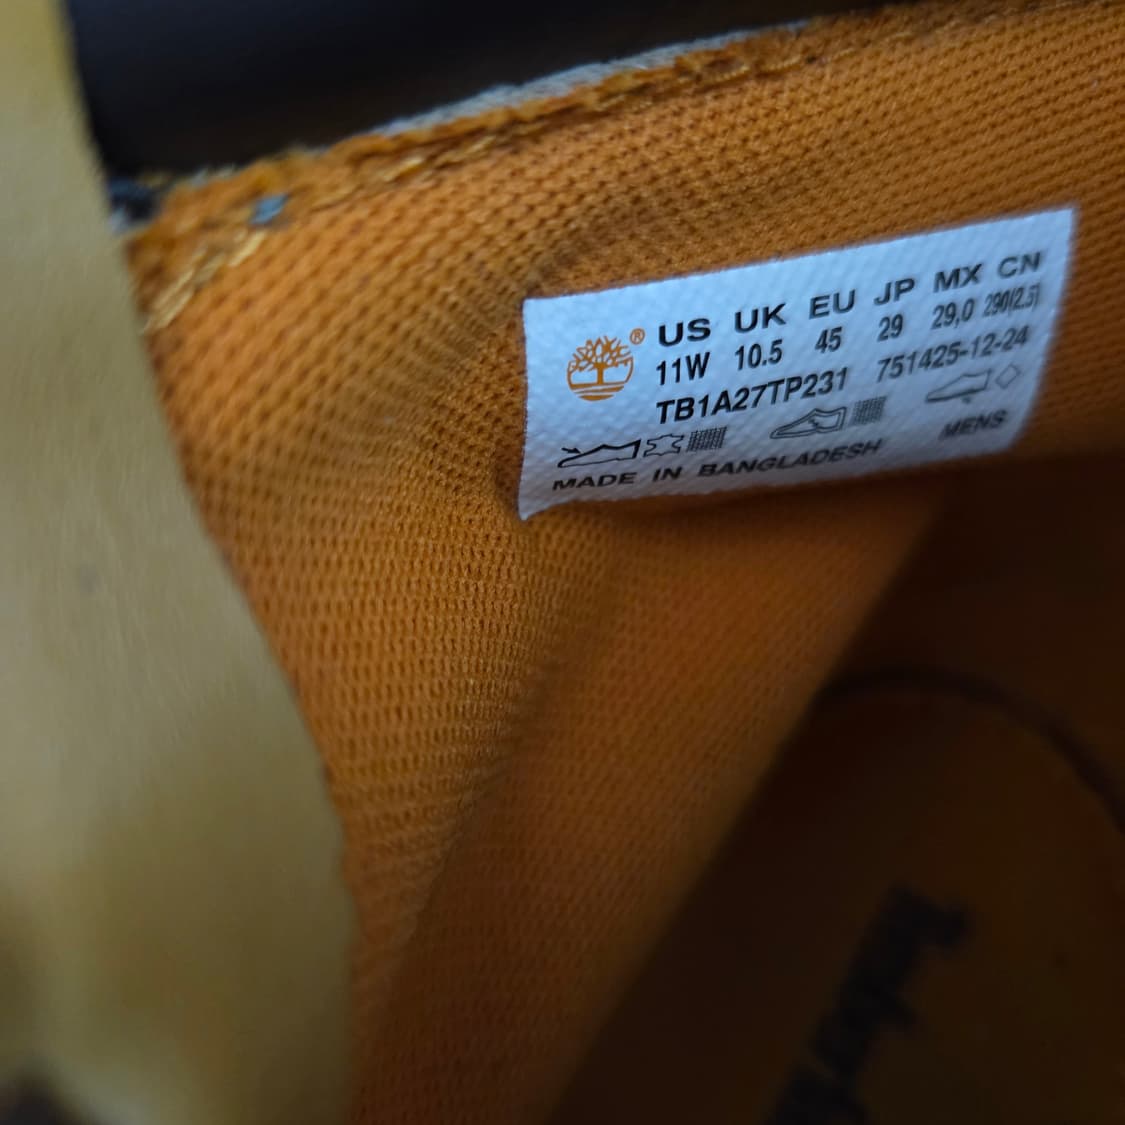 US UK EU JP MX CN
11W 10.5 45 29 29,0 290(2.5)
TB1A27TP231 751425-12-24
MENS
MADE IN BANGLADESH